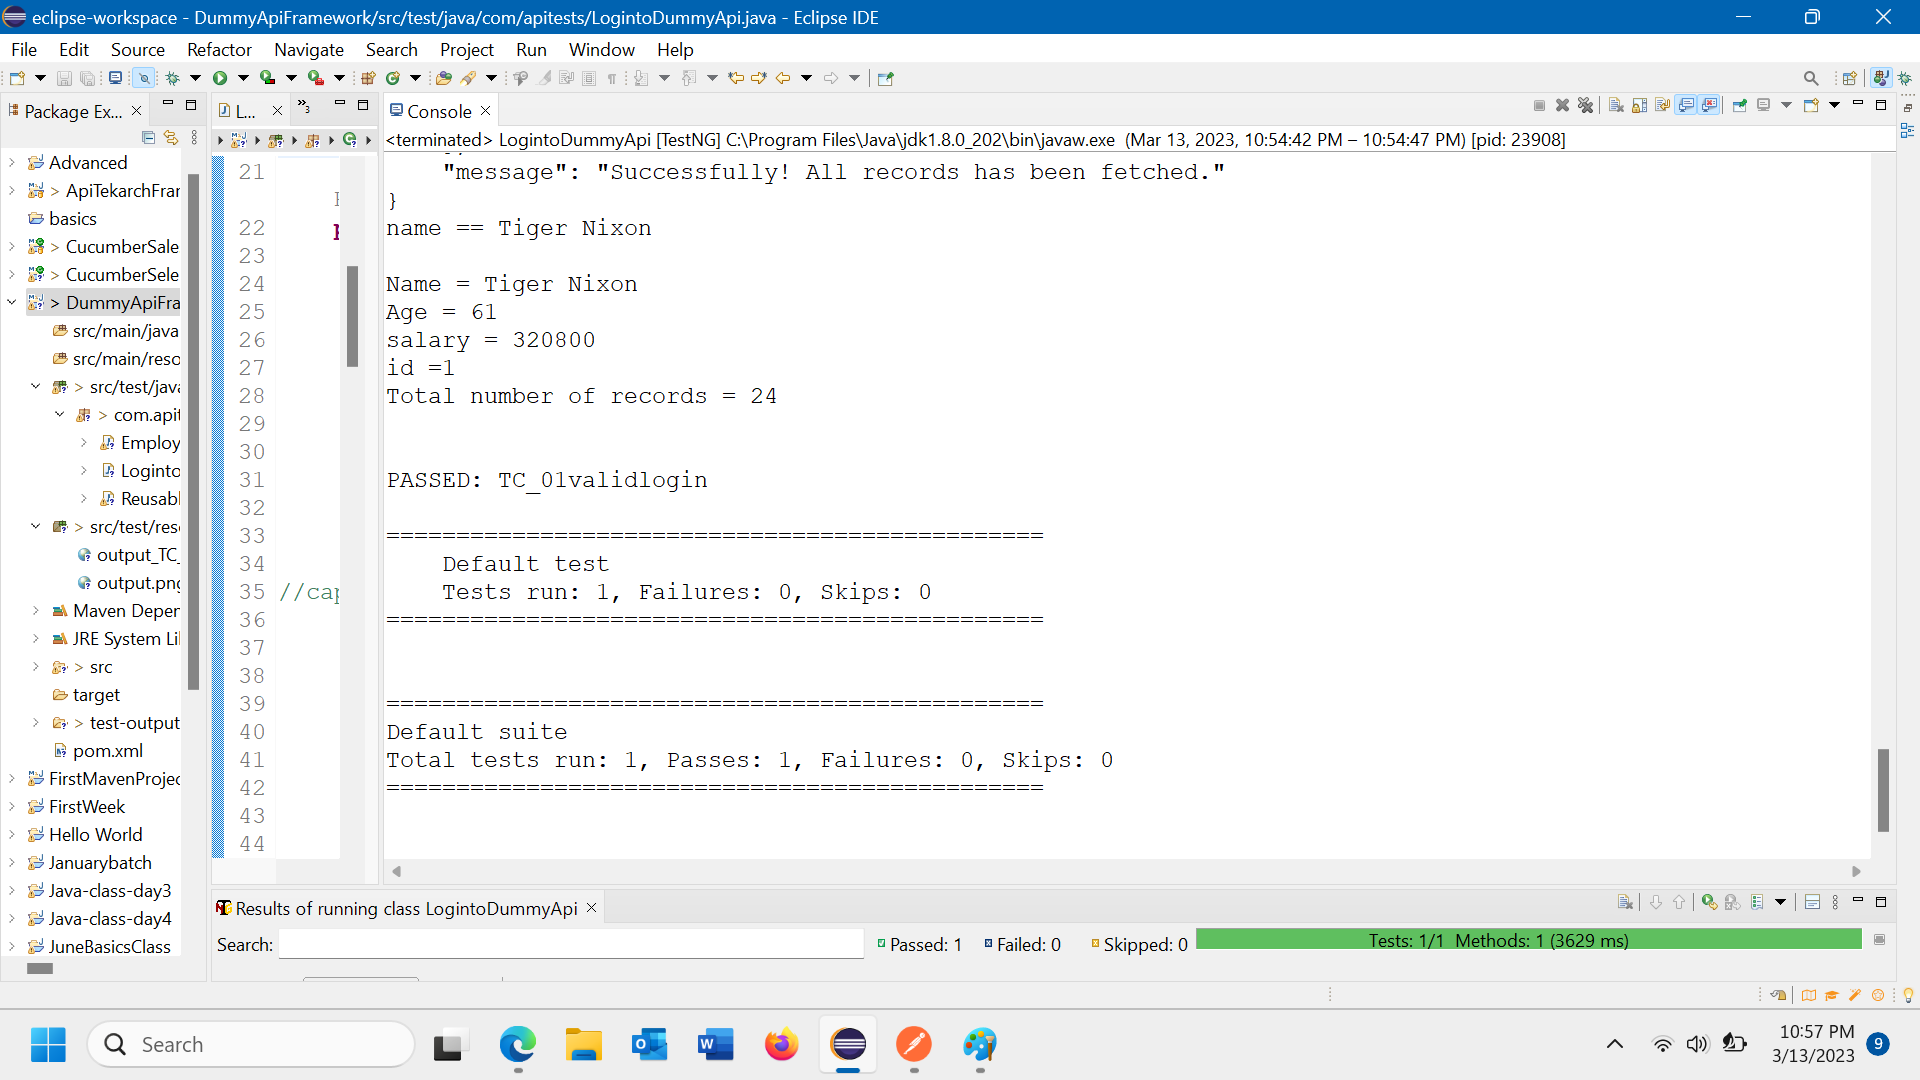 eclipse-workspace - DummyApiFramework/src/test/java/com/apitests/LogintoDummyApi.java - Eclipse IDE
File Edit Source Refactor Navigate Search Project Run Window Help
Package Ex...
L...
3
Console
<terminated> LogintoDummyApi [TestNG] C:\Program Files\Java\jdk1.8.0_202\bin\javaw.exe (Mar 13, 2023, 10:54:42 PM – 10:54:47 PM) [pid: 23908]
Advanced
> ApiTekarchFrar
basics
> CucumberSale
> CucumberSele
> DummyApiFra
src/main/java
src/main/reso
> src/test/java
> com.apit
Employ
Loginto
Reusabl
> src/test/res
output_TC_
output.png
Maven Deper
JRE System Li
> src
target
> test-output
pom.xml
FirstMavenProjec
FirstWeek
Hello World
Januarybatch
Java-class-day3
Java-class-day4
JuneBasicsClass
21
22
23
24
25
26
27
28
29
30
31
32
33
34
35 //cap
36
37
38
39
40
41
42
43
44
"message": "Successfully! All records has been fetched."
}
name == Tiger Nixon
Name = Tiger Nixon
Age = 61
salary = 320800
id =1
Total number of records = 24
PASSED: TC_01validlogin
===============================================
Default test
Tests run: 1, Failures: 0, Skips: 0
===============================================
===============================================
Default suite
Total tests run: 1, Passes: 1, Failures: 0, Skips: 0
===============================================
Results of running class LogintoDummyApi
Search:
Passed: 1 Failed: 0 Skipped: 0
Tests: 1/1 Methods: 1 (3629 ms)
Search
10:57 PM
3/13/2023
9